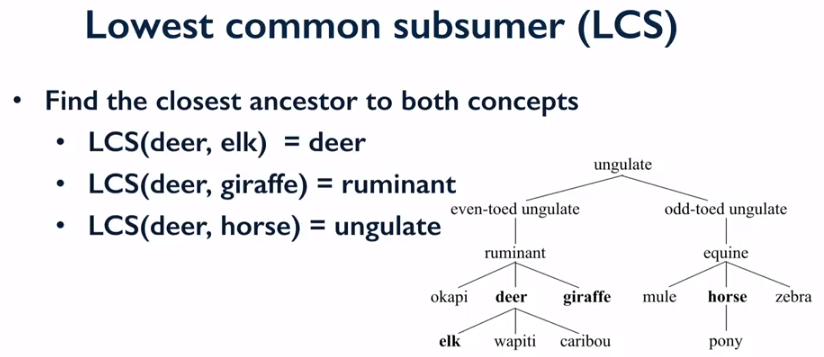 Lowest common subsumer (LCS)
• Find the closest ancestor to both concepts
• LCS(deer, elk) = deer
• LCS(deer, giraffe) = ruminant
• LCS(deer, horse) = ungulate
ungulate
even-toed ungulate odd-toed ungulate
ruminant equine
okapi deer giraffe mule horse zebra
elk wapiti caribou pony